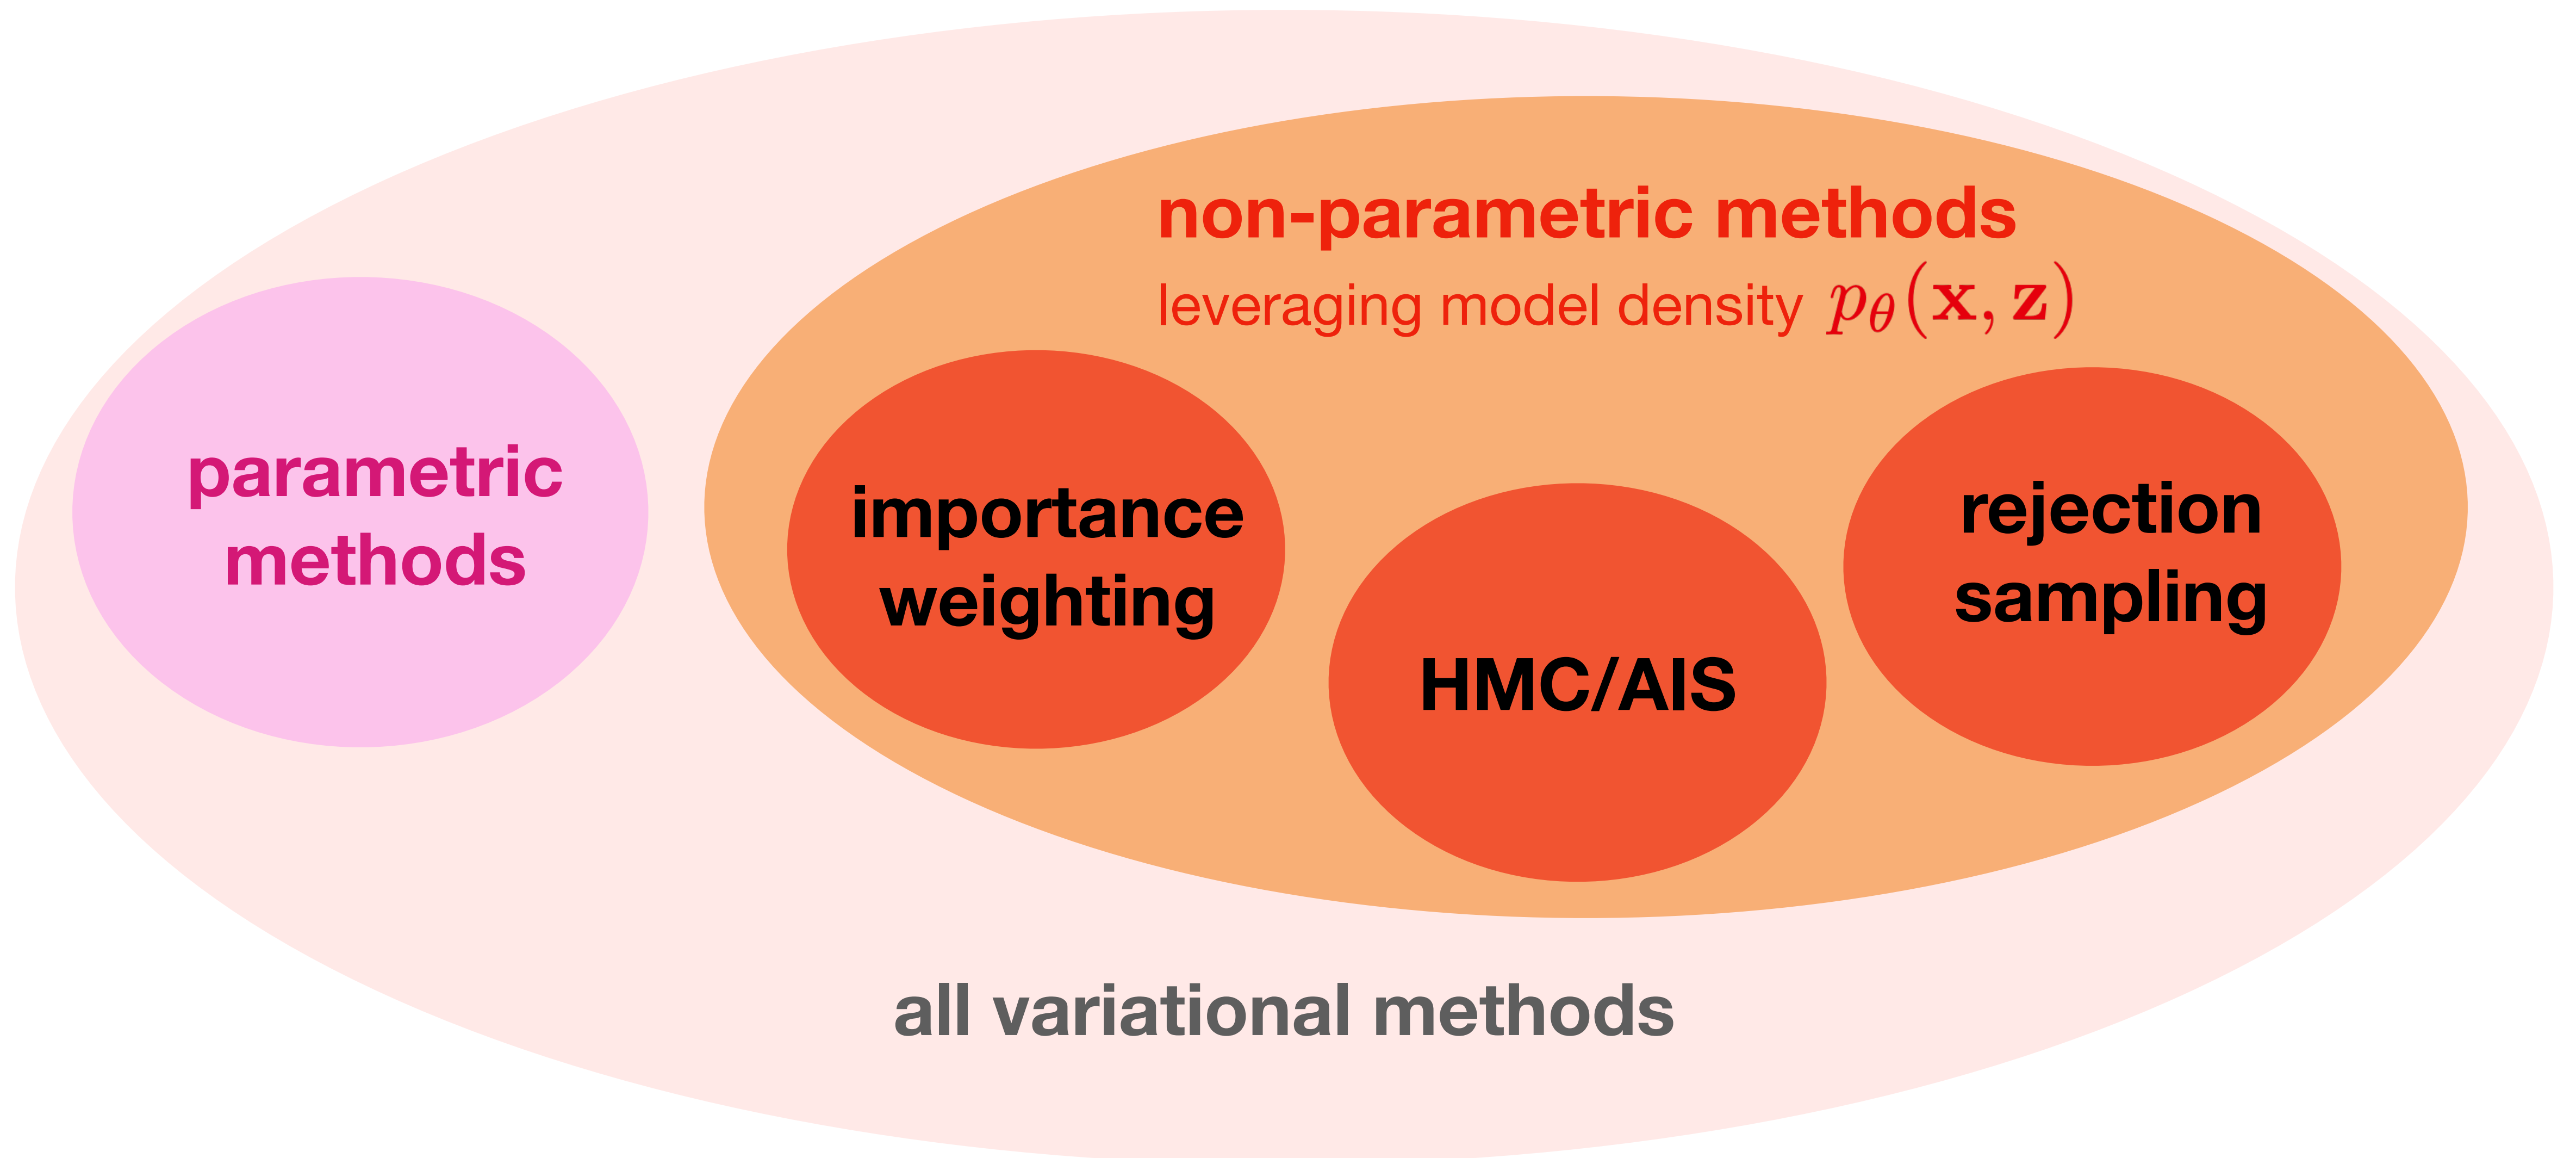 non-parametric methods
leveraging model density pθ(x, z)
parametric
methods
importance
weighting
HMC/AIS
rejection
sampling
all variational methods